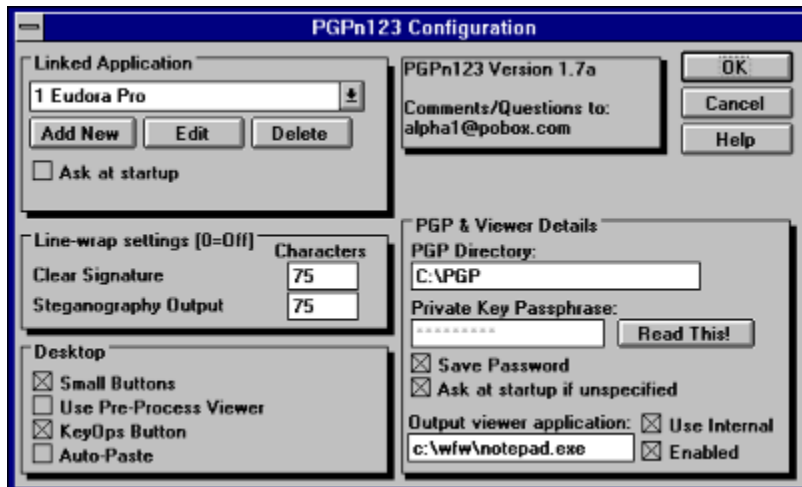 PGPn123 Configuration
Linked Application
1 Eudora Pro
Add New Edit Delete
Ask at startup
PGPn123 Version 1.7a
Comments/Questions to:
alpha1@pobox.com
OK
Cancel
Help
Line-wrap settings [0=Off]
Characters
Clear Signature 75
Steganography Output 75
Desktop
Small Buttons
Use Pre-Process Viewer
KeyOps Button
Auto-Paste
PGP & Viewer Details
PGP Directory:
C:\PGP
Private Key Passphrase:
********* Read This!
Save Password
Ask at startup if unspecified
Output viewer application: Use Internal
c:\wfw\notepad.exe Enabled